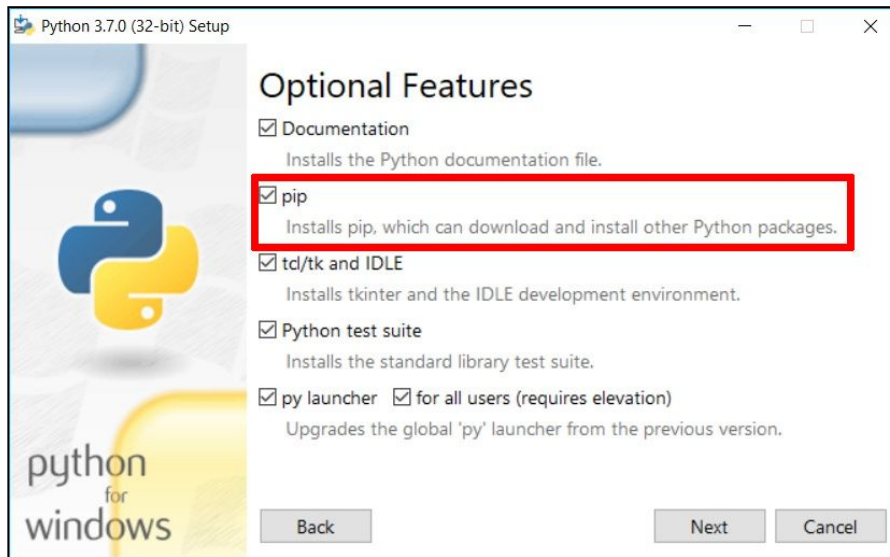 Python 3.7.0 (32-bit) Setup
Optional Features
Documentation
Installs the Python documentation file.
pip
Installs pip, which can download and install other Python packages.
tcl/tk and IDLE
Installs tkinter and the IDLE development environment.
Python test suite
Installs the standard library test suite.
py launcher for all users (requires elevation)
Upgrades the global 'py' launcher from the previous version.
python
for
windows
Back Next Cancel